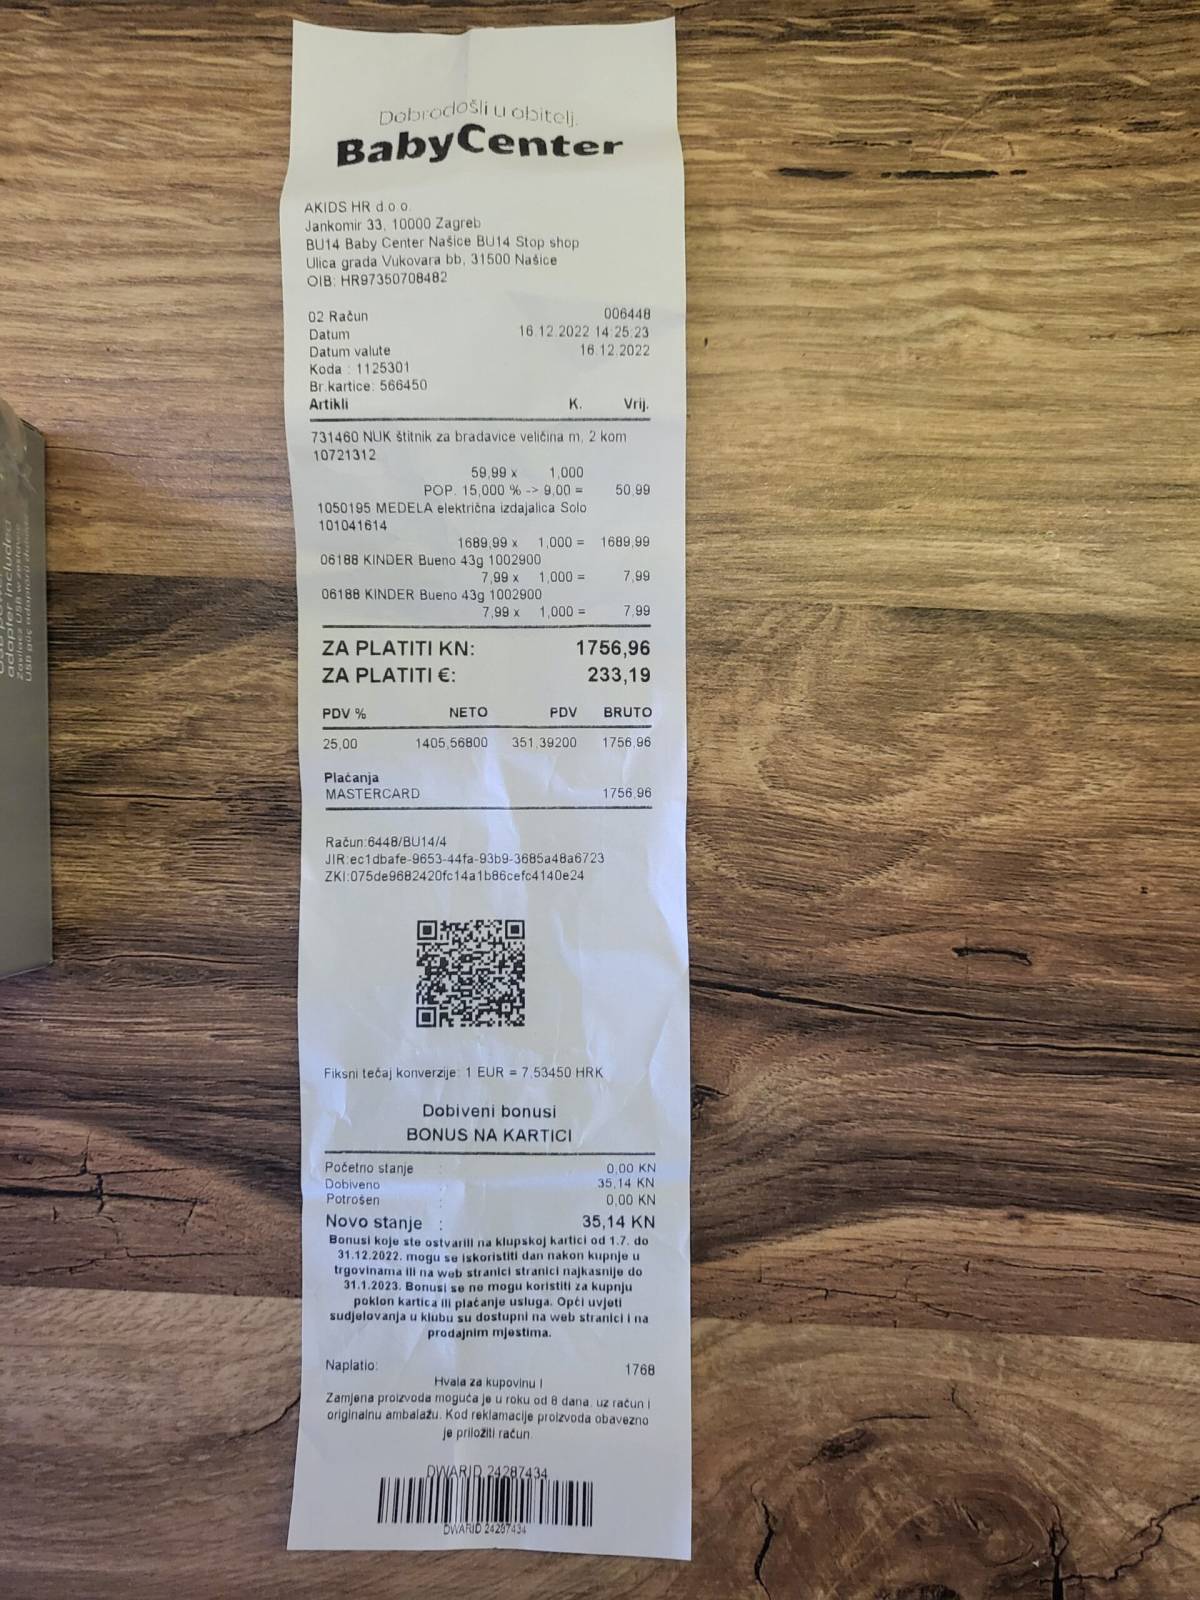 Dobrodošli u obitelj.
BabyCenter
AKIDS HR d.o.o.
Jankomir 33, 10000 Zagreb
BU14 Baby Center Našice BU14 Stop shop
Ulica grada Vukovara bb, 31500 Našice
OIB: HR97350708482
02 Račun 006448
Datum 16.12.2022 14:25:23
Datum valute 16.12.2022
Koda : 1125301
Br.kartice: 566450
Artikli K. Vrij.
731460 NUK štitnik za bradavice veličina m, 2 kom
10721312
59,99 x 1,000
POP. 15,000 % -> 9,00 = 50,99
1050195 MEDELA električna izdajalica Solo
101041614
1689,99 x 1,000 = 1689,99
06188 KINDER Bueno 43g 1002900
7,99 x 1,000 = 7,99
06188 KINDER Bueno 43g 1002900
7,99 x 1,000 = 7,99
ZA PLATITI KN: 1756,96
ZA PLATITI €: 233,19
PDV % NETO PDV BRUTO
25,00 1405,56800 351,39200 1756,96
Plaćanja
MASTERCARD 1756,96
Račun:6448/BU14/4
JIR:ec1dbafe-9653-44fa-93b9-3685a48a6723
ZKI:075de9682420fc14a1b86cefc4140e24
Fiksni tečaj konverzije: 1 EUR = 7,53450 HRK
Dobiveni bonusi
BONUS NA KARTICI
Početno stanje : 0,00 KN
Dobiveno : 35,14 KN
Potrošen : 0,00 KN
Novo stanje : 35,14 KN
Bonusi koje ste ostvarili na klupskoj kartici od 1.7. do
31.12.2022. mogu se iskoristiti dan nakon kupnje u
trgovinama ili na web stranici stranici najkasnije do
31.1.2023. Bonusi se ne mogu koristiti za kupnju
poklon kartica ili plaćanje usluga. Opći uvjeti
sudjelovanja u klubu su dostupni na web stranici i na
prodajnim mjestima.
Naplatio: 1768
Hvala za kupovinu !
Zamjena proizvoda moguća je u roku od 8 dana, uz račun i
originalnu ambalažu. Kod reklamacije proizvoda obavezno
je priložiti račun.
DWARID 24287434
DWARID 24287434
adapter included